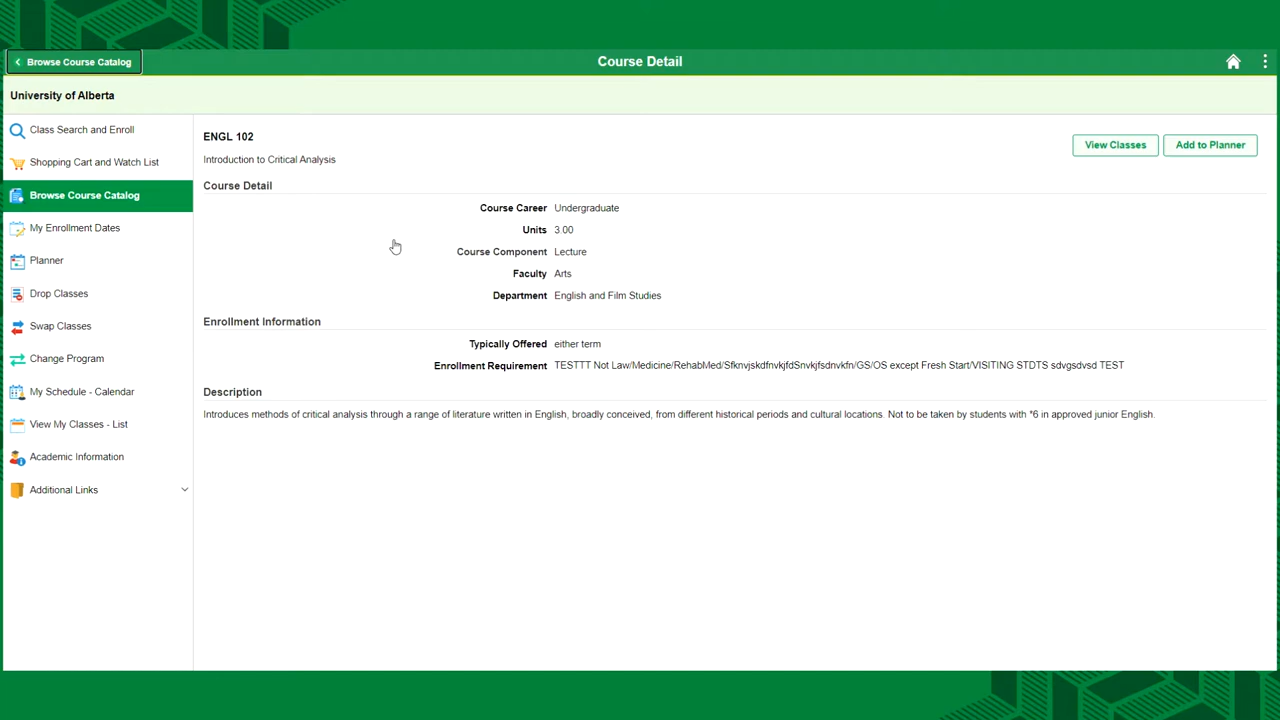 Browse Course Catalog
Course Detail
University of Alberta
Class Search and Enroll
Shopping Cart and Watch List
Browse Course Catalog
My Enrollment Dates
Planner
Drop Classes
Swap Classes
Change Program
My Schedule - Calendar
View My Classes - List
Academic Information
Additional Links
ENGL 102
View Classes
Add to Planner
Introduction to Critical Analysis
Course Detail
Course Career Undergraduate
Units 3.00
Course Component Lecture
Faculty Arts
Department English and Film Studies
Enrollment Information
Typically Offered either term
Enrollment Requirement TESTTT Not Law/Medicine/RehabMed/SfknvjskdfnvkjfdSnvkjfsdnvkfn/GS/OS except Fresh Start/VISITING STDTS sdvgsdvsd TEST
Description
Introduces methods of critical analysis through a range of literature written in English, broadly conceived, from different historical periods and cultural locations. Not to be taken by students with *6 in approved junior English.